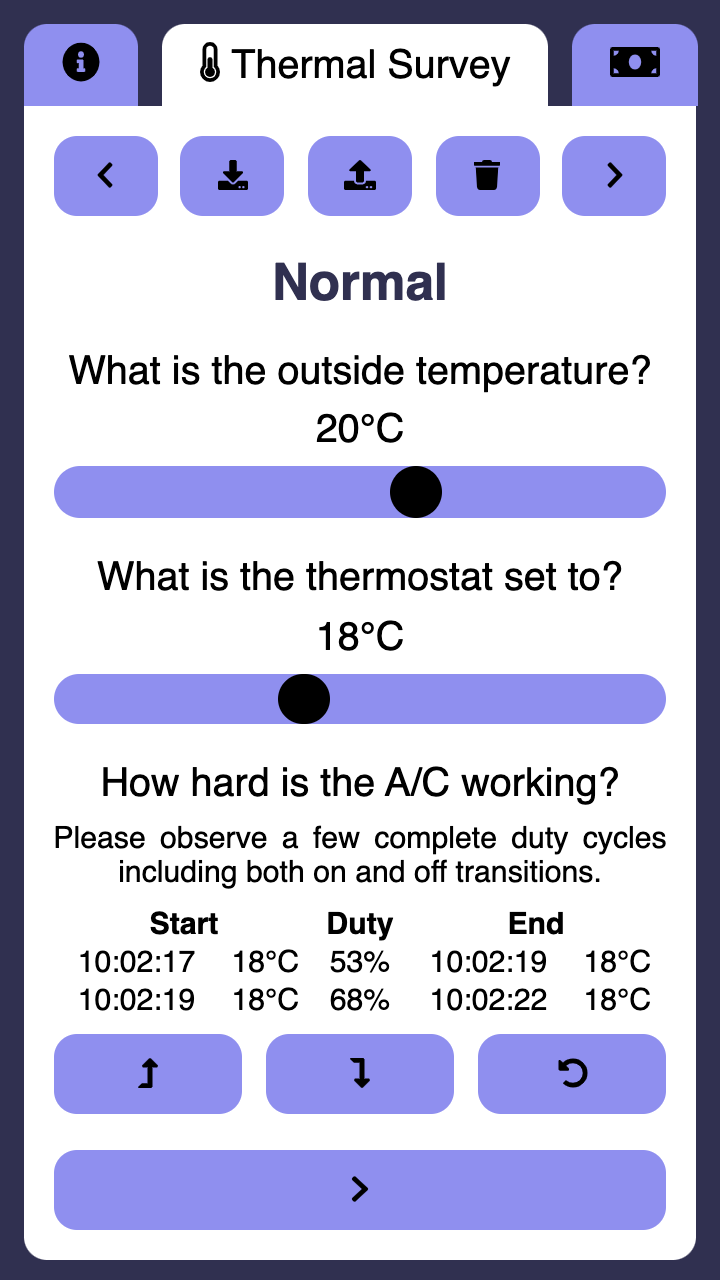 Thermal Survey
Normal
What is the outside temperature?
20°C
What is the thermostat set to?
18°C
How hard is the A/C working?
Please observe a few complete duty cycles
including both on and off transitions.
Start Duty End
10:02:17 18°C 53% 10:02:19 18°C
10:02:19 18°C 68% 10:02:22 18°C